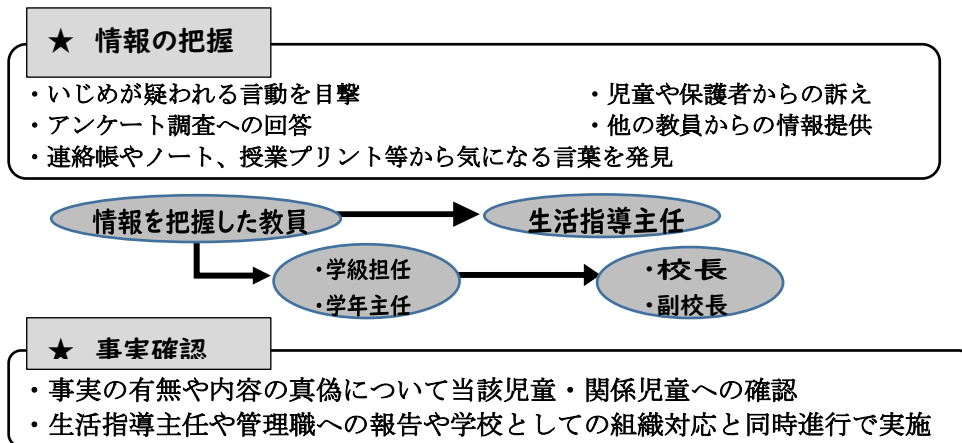 ★ 情報の把握
・いじめが疑われる言動を目撃 ・児童や保護者からの訴え
・アンケート調査への回答 ・他の教員からの情報提供
・連絡帳やノート、授業プリント等から気になる言葉を発見
情報を把握した教員 生活指導主任
・学級担任 ・校長
・学年主任 ・副校長
★ 事実確認
・事実の有無や内容の真偽について当該児童・関係児童への確認
・生活指導主任や管理職への報告や学校としての組織対応と同時進行で実施